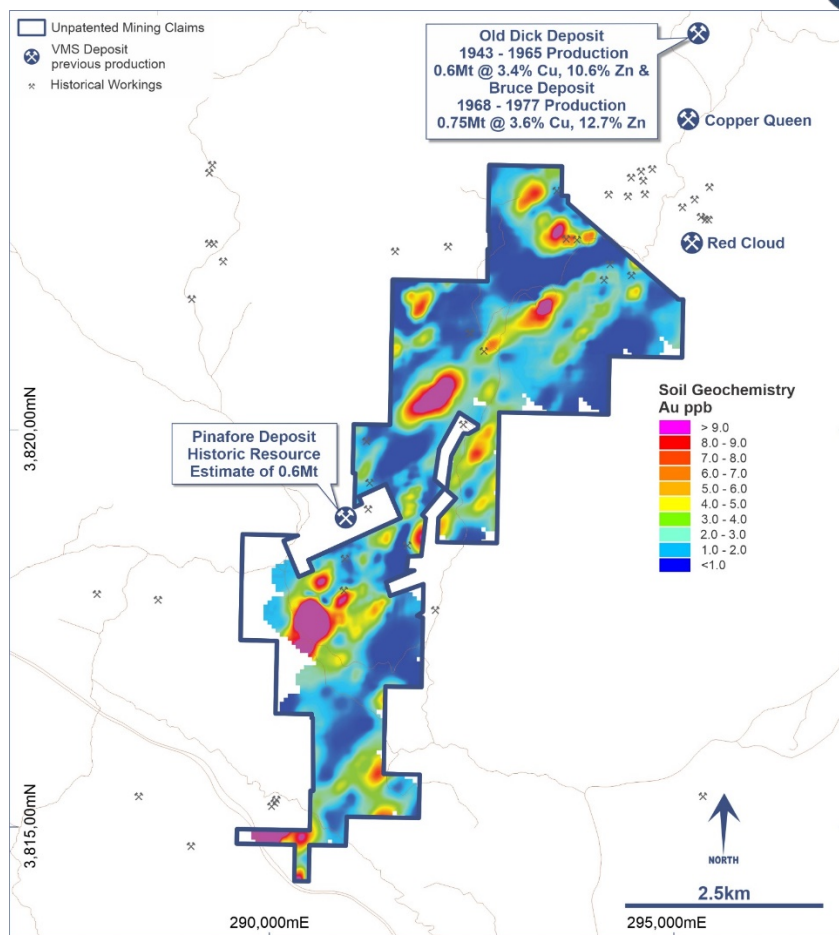 Unpatented Mining Claims
VMS Deposit
previous production
Historical Workings
Old Dick Deposit
1943 - 1965 Production
0.6Mt @ 3.4% Cu, 10.6% Zn &
Bruce Deposit
1968 - 1977 Production
0.75Mt @ 3.6% Cu, 12.7% Zn
Copper Queen
Red Cloud
Pinafore Deposit
Historic Resource
Estimate of 0.6Mt
Soil Geochemistry
Au ppb
> 9.0
8.0 - 9.0
7.0 - 8.0
6.0 - 7.0
5.0 - 6.0
4.0 - 5.0
3.0 - 4.0
2.0 - 3.0
1.0 - 2.0
<1.0
3,820,00mN
3,815,00mN
NORTH
2.5km
290,000mE
295,000mE